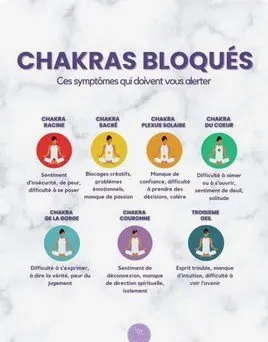 CHAKRAS BLOQUÉS
Ces symptômes qui doivent vous alerter
CHAKRA
RACINE
Sentiment
d'insécurité, de peur,
difficulté à se poser
CHAKRA
SACRÉ
Blocages créatifs,
problèmes
émotionnels,
manque de passion
CHAKRA
PLEXUS SOLAIRE
Manque de
confiance, difficulté
à prendre des
décisions, colère
CHAKRA
DU COEUR
Difficulté à aimer
ou à s'ouvrir,
sentiment de deuil,
solitude
CHAKRA
DE LA GORGE
Difficulté à s'exprimer,
à dire la vérité, peur du
jugement
CHAKRA
COURONNE
Sentiment de
déconnexion, manque
de direction spirituelle,
isolement
TROISIEME
OEIL
Esprit trouble, manque
d'intuition, difficulté à
voir l'avenir